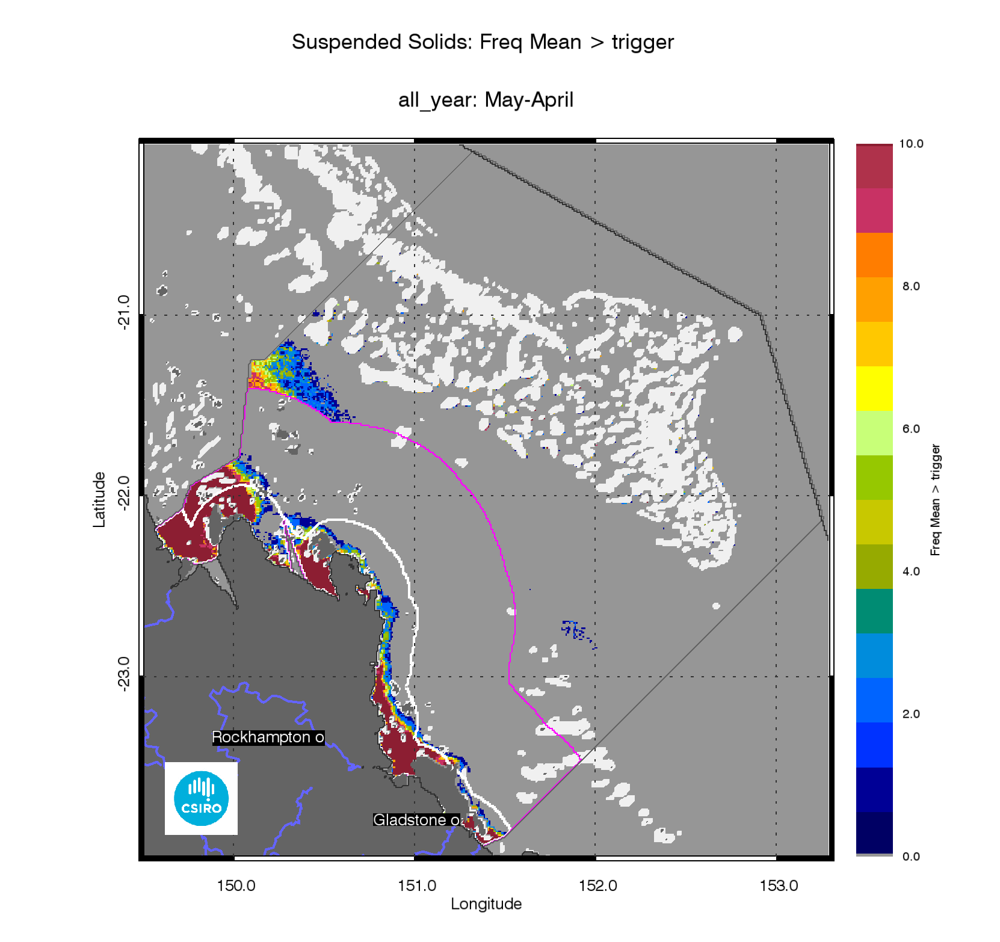 Suspended Solids: Freq Mean > trigger
all_year: May-April
10.0
8.0
6.0
4.0
2.0
0.0
Freq Mean > trigger
-21.0
-22.0
-23.0
Latitude
Rockhampton o
CSIRO
Gladstone o
150.0 151.0 152.0 153.0
Longitude